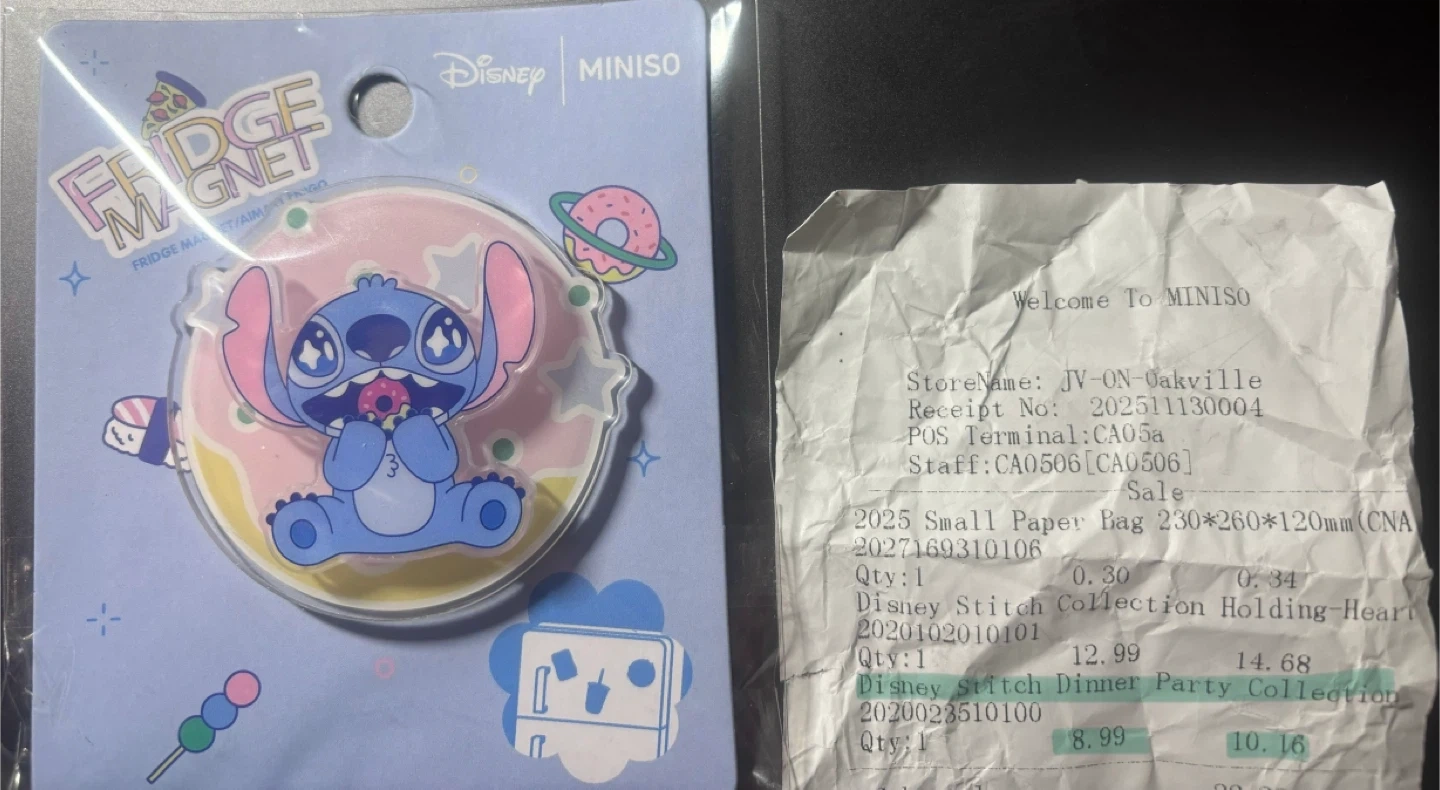 Disney | MINISO
FRIDGE
MAGNET
FRIDGE MAGNET/AIMANT FRIGO
Welcome To MINISO
StoreName: JV-ON-Oakville
Receipt No: 202511130004
POS Terminal:CA05a
Staff:CA0506[CA0506]
Sale
2025 Small Paper Bag 230*260*120mm(CNA
2027169310106
Qty:1 0.30 0.34
Disney Stitch Collection Holding-Heart
2020102010101
Qty:1 12.99 14.68
Disney Stitch Dinner Party Collection
2020023510100
Qty:1 8.99 10.16